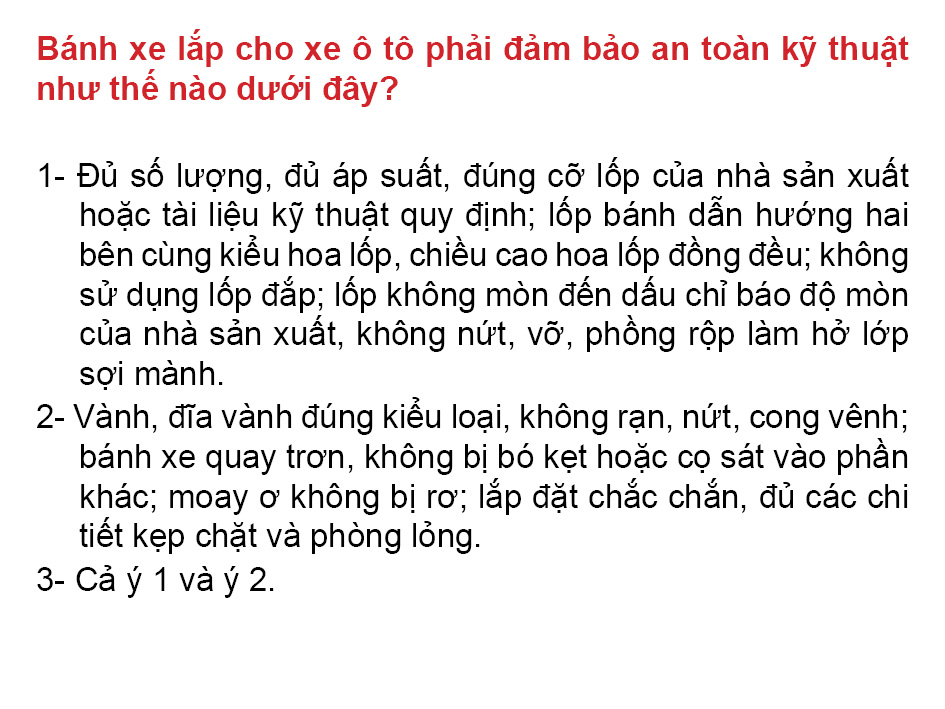 Bánh xe lắp cho xe ô tô phải đảm bảo an toàn kỹ thuật
như thế nào dưới đây?
1- Đủ số lượng, đủ áp suất, đúng cỡ lốp của nhà sản xuất
hoặc tài liệu kỹ thuật quy định; lốp bánh dẫn hướng hai
bên cùng kiểu hoa lốp, chiều cao hoa lốp đồng đều; không
sử dụng lốp đắp; lốp không mòn đến dấu chỉ báo độ mòn
của nhà sản xuất, không nứt, vỡ, phồng rộp làm hở lớp
sợi mành.
2- Vành, đĩa vành đúng kiểu loại, không rạn, nứt, cong vênh;
bánh xe quay trơn, không bị bó kẹt hoặc cọ sát vào phần
khác; moay ơ không bị rơ; lắp đặt chắc chắn, đủ các chi
tiết kẹp chặt và phòng lỏng.
3- Cả ý 1 và ý 2.